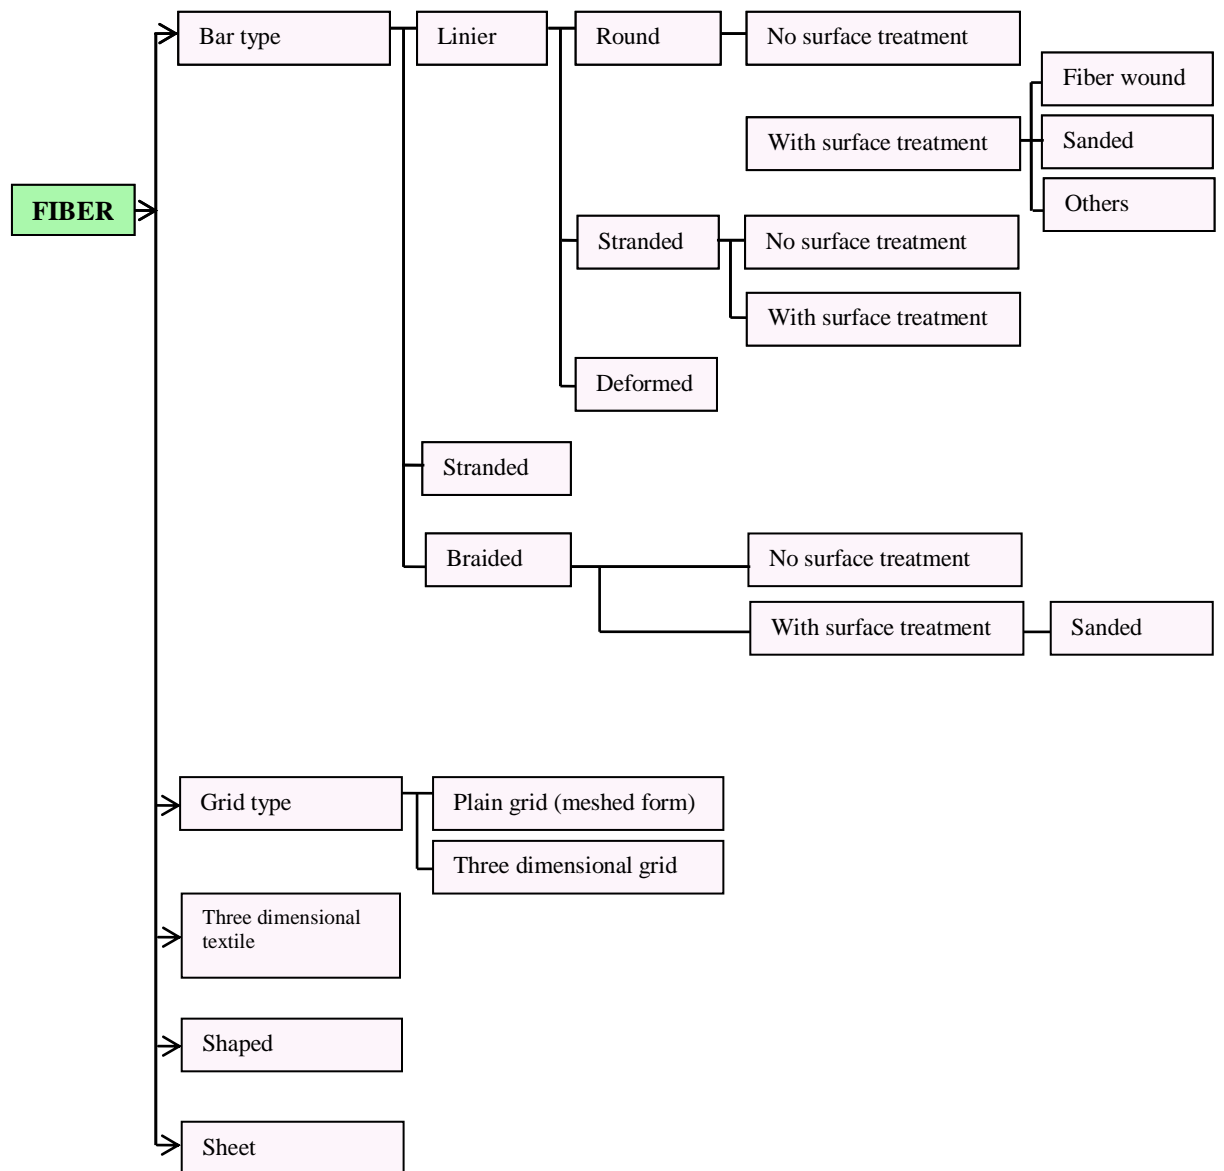 Bar type
Linier
Round
No surface treatment
Fiber wound
With surface treatment
Sanded
Others
FIBER
Stranded
No surface treatment
With surface treatment
Deformed
Stranded
Braided
No surface treatment
With surface treatment
Sanded
Grid type
Plain grid (meshed form)
Three dimensional grid
Three dimensional
textile
Shaped
Sheet